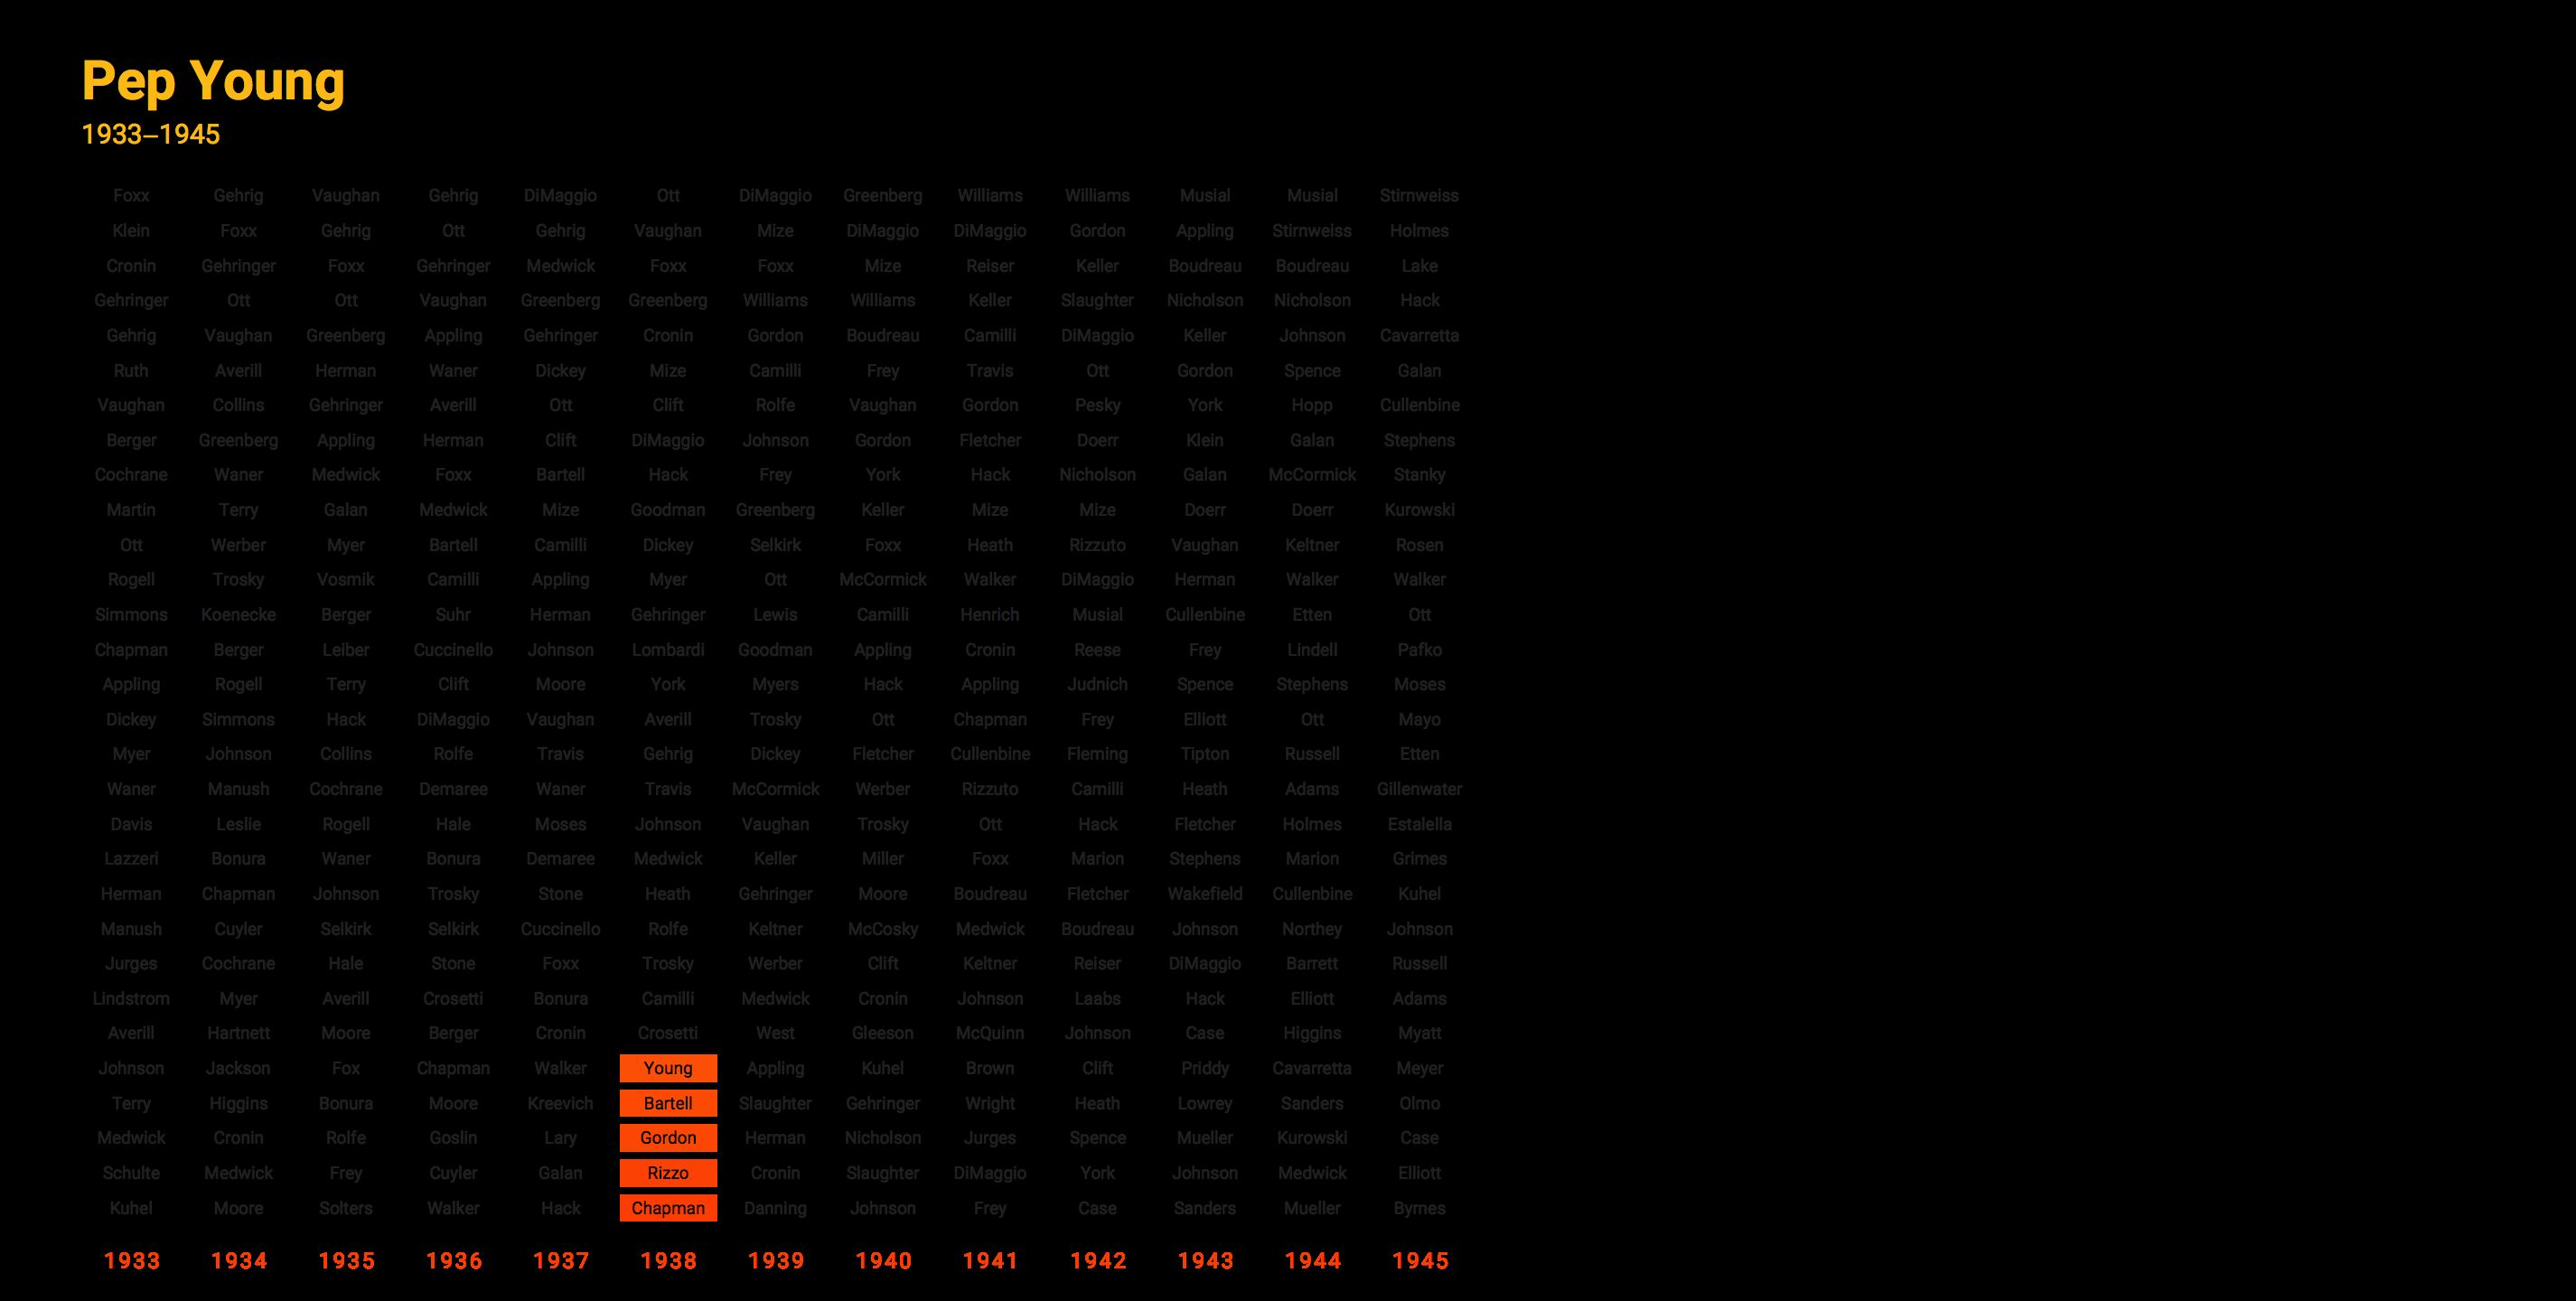 Pep Young
1933–1945
Foxx Gehrig Vaughan Gehrig DiMaggio Ott DiMaggio Greenberg Williams Williams Musial Musial Stirnweiss
Klein Foxx Gehrig Ott Gehrig Vaughan Mize DiMaggio DiMaggio Gordon Appling Stirnweiss Holmes
Cronin Gehringer Foxx Gehringer Medwick Foxx Foxx Mize Reiser Keller Boudreau Boudreau Lake
Gehringer Ott Ott Vaughan Greenberg Greenberg Williams Williams Keller Slaughter Nicholson Nicholson Hack
Gehrig Vaughan Greenberg Appling Gehringer Cronin Gordon Boudreau Camilli DiMaggio Keller Johnson Cavarretta
Ruth Averill Herman Waner Dickey Mize Camilli Frey Travis Ott Gordon Spence Galan
Vaughan Collins Gehringer Averill Ott Clift Rolfe Vaughan Gordon Pesky York Hopp Cullenbine
Berger Greenberg Appling Herman Clift DiMaggio Johnson Gordon Fletcher Doerr Klein Galan Stephens
Cochrane Waner Medwick Foxx Bartell Hack Frey York Hack Nicholson Galan McCormick Stanky
Martin Terry Galan Medwick Mize Goodman Greenberg Keller Mize Mize Doerr Doerr Kurowski
Ott Werber Myer Bartell Camilli Dickey Selkirk Foxx Heath Rizzuto Vaughan Keltner Rosen
Rogell Trosky Vosmik Camilli Appling Myer Ott McCormick Walker DiMaggio Herman Walker Walker
Simmons Koenecke Berger Suhr Herman Gehringer Lewis Camilli Henrich Musial Cullenbine Etten Ott
Chapman Berger Leiber Cuccinello Johnson Lombardi Goodman Appling Cronin Reese Frey Lindell Pafko
Appling Rogell Terry Clift Moore York Myers Hack Appling Judnich Spence Stephens Moses
Dickey Simmons Hack DiMaggio Vaughan Averill Trosky Ott Chapman Frey Elliott Ott Mayo
Myer Johnson Collins Rolfe Travis Gehrig Dickey Fletcher Cullenbine Fleming Tipton Russell Etten
Waner Manush Cochrane Demaree Waner Travis McCormick Werber Rizzuto Camilli Heath Adams Gillenwater
Davis Leslie Rogell Hale Moses Johnson Vaughan Trosky Ott Hack Fletcher Holmes Estalella
Lazzeri Bonura Waner Bonura Demaree Medwick Keller Miller Foxx Marion Stephens Marion Grimes
Herman Chapman Johnson Trosky Stone Heath Gehringer Moore Boudreau Fletcher Wakefield Cullenbine Kuhel
Manush Cuyler Selkirk Selkirk Cuccinello Rolfe Keltner McCosky Medwick Boudreau Johnson Northey Johnson
Jurges Cochrane Hale Stone Foxx Trosky Werber Clift Keltner Reiser DiMaggio Barrett Russell
Lindstrom Myer Averill Crosetti Bonura Camilli Medwick Cronin Johnson Laabs Hack Elliott Adams
Averill Hartnett Moore Berger Cronin Crosetti West Gleeson McQuinn Johnson Case Higgins Myatt
Johnson Jackson Fox Chapman Walker Young Appling Kuhel Brown Clift Priddy Cavarretta Meyer
Terry Higgins Bonura Moore Kreevich Bartell Slaughter Gehringer Wright Heath Lowrey Sanders Olmo
Medwick Cronin Rolfe Goslin Lary Gordon Herman Nicholson Jurges Spence Mueller Kurowski Case
Schulte Medwick Frey Cuyler Galan Rizzo Cronin Slaughter DiMaggio York Johnson Medwick Elliott
Kuhel Moore Solters Walker Hack Chapman Danning Johnson Frey Case Sanders Mueller Byrnes
1933 1934 1935 1936 1937 1938 1939 1940 1941 1942 1943 1944 1945